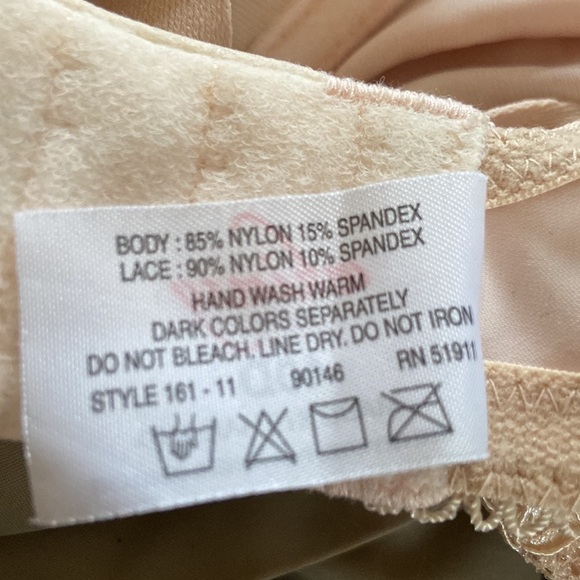 BODY : 85% NYLON 15% SPANDEX
LACE : 90% NYLON 10% SPANDEX
HAND WASH WARM
DARK COLORS SEPARATELY
DO NOT BLEACH. LINE DRY. DO NOT IRON
STYLE 161 - 11 90146 RN 51911